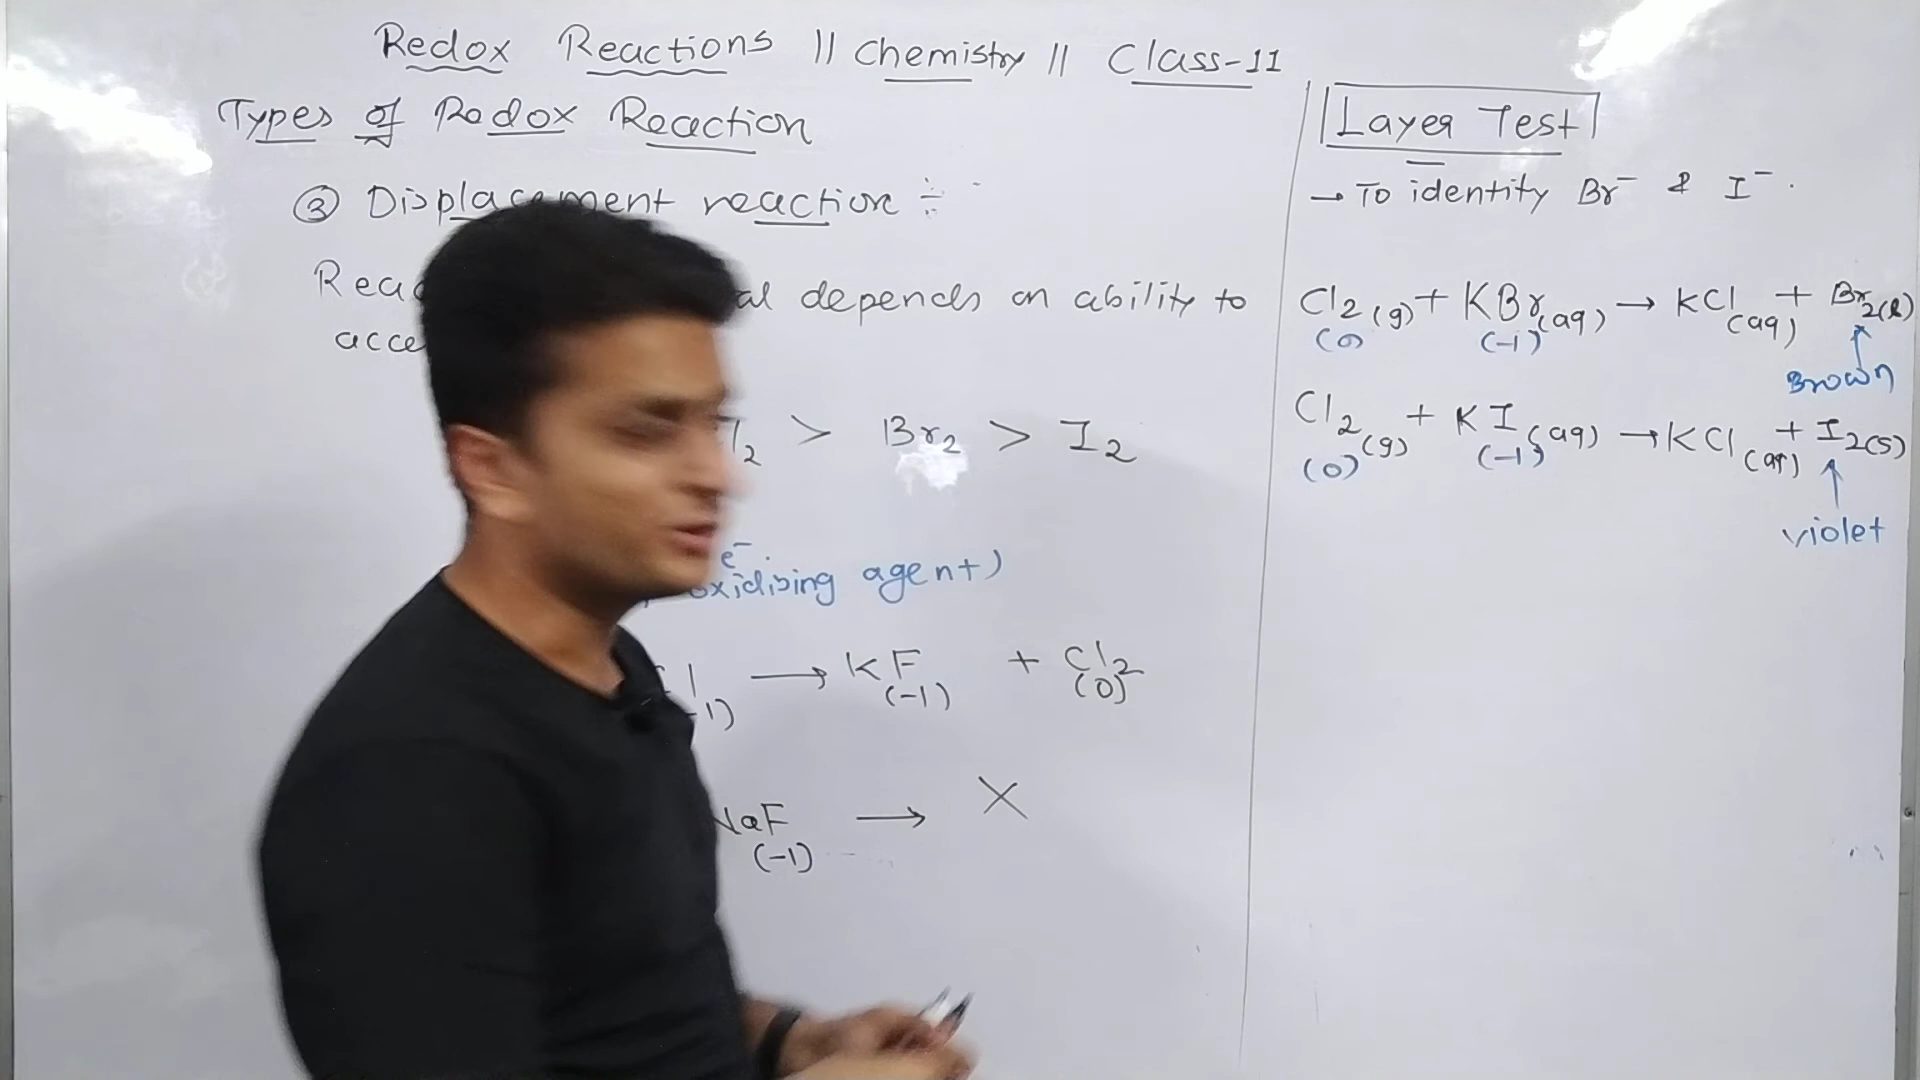 Redox Reactions || Chemistry || Class-11
Types of Redox Reaction
③ Displacement reaction ÷
depends on ability to
> Br₂ > I₂
e⁻
oxidising agent)
⟶ KF + Cl₂
(-1) (0)
NaF ⟶ X
(-1)
Layer Test
→ To identity Br⁻ & I⁻.
Cl₂(g) + KBr(aq) → KCl(aq) + Br₂(l)
(0) (-1)
Brown
Cl₂(g) + KI(aq) → KCl(aq) + I₂(s)
(0) (-1)
violet